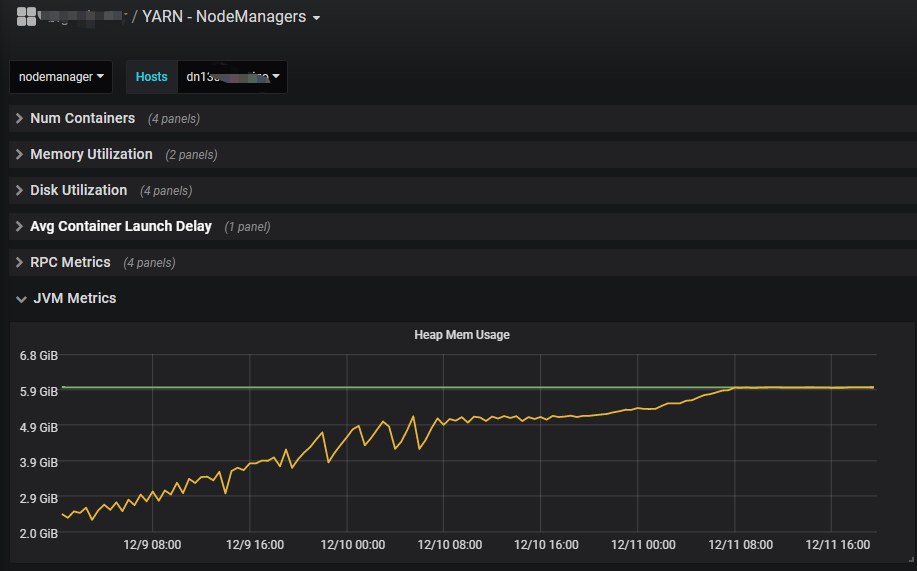 / YARN - NodeManagers
nodemanager Hosts
Num Containers (4 panels)
Memory Utilization (2 panels)
Disk Utilization (4 panels)
Avg Container Launch Delay (1 panel)
RPC Metrics (4 panels)
JVM Metrics
Heap Mem Usage
6.8 GiB
5.9 GiB
4.9 GiB
3.9 GiB
2.9 GiB
2.0 GiB
12/9 08:00 12/9 16:00 12/10 00:00 12/10 08:00 12/10 16:00 12/11 00:00 12/11 08:00 12/11 16:00